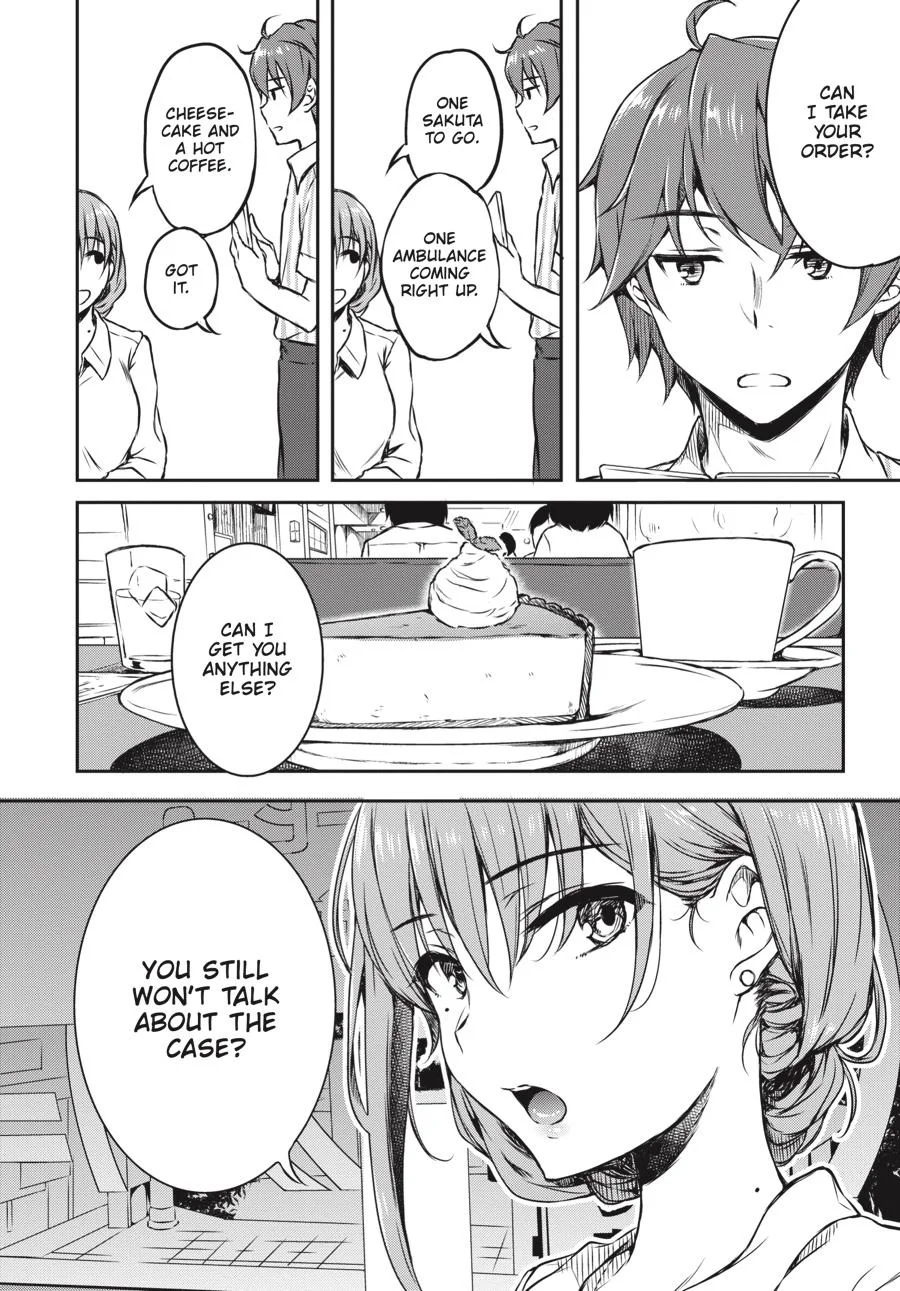 CAN
I TAKE
YOUR
ORDER?
ONE
SAKUTA
TO GO.
ONE
AMBULANCE
COMING
RIGHT UP.
CHEESE-
CAKE AND
A HOT
COFFEE.
GOT
IT.
CAN I
GET YOU
ANYTHING
ELSE?
YOU STILL
WON'T TALK
ABOUT THE
CASE?